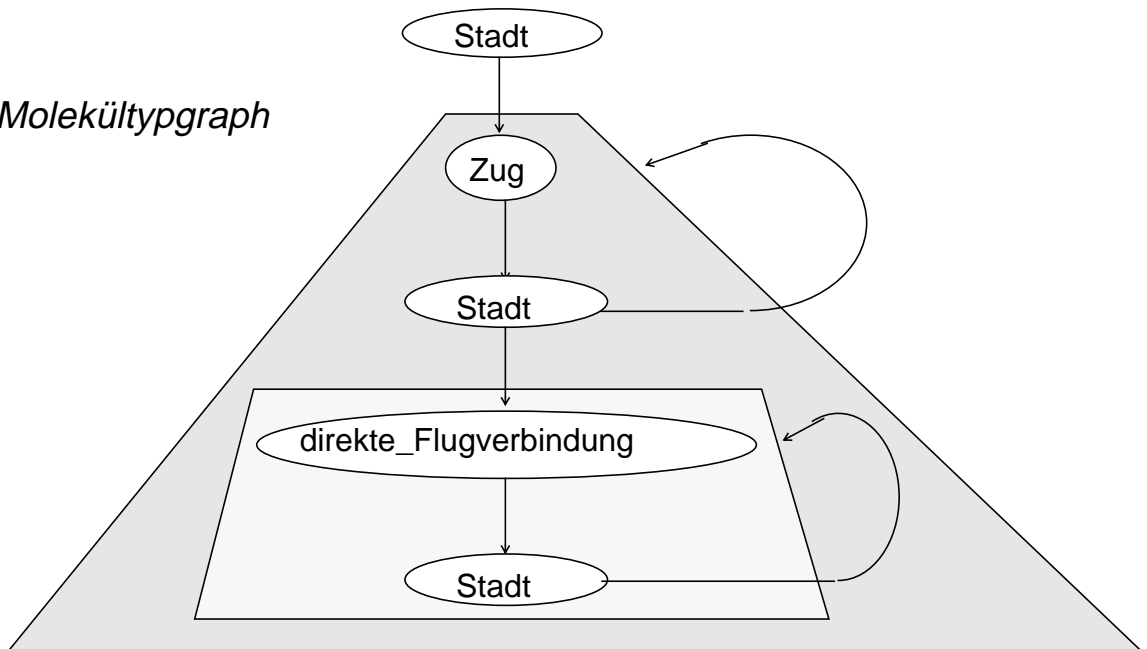 Stadt
Molekültypgraph
Zug
Stadt
direkte_Flugverbindung
Stadt